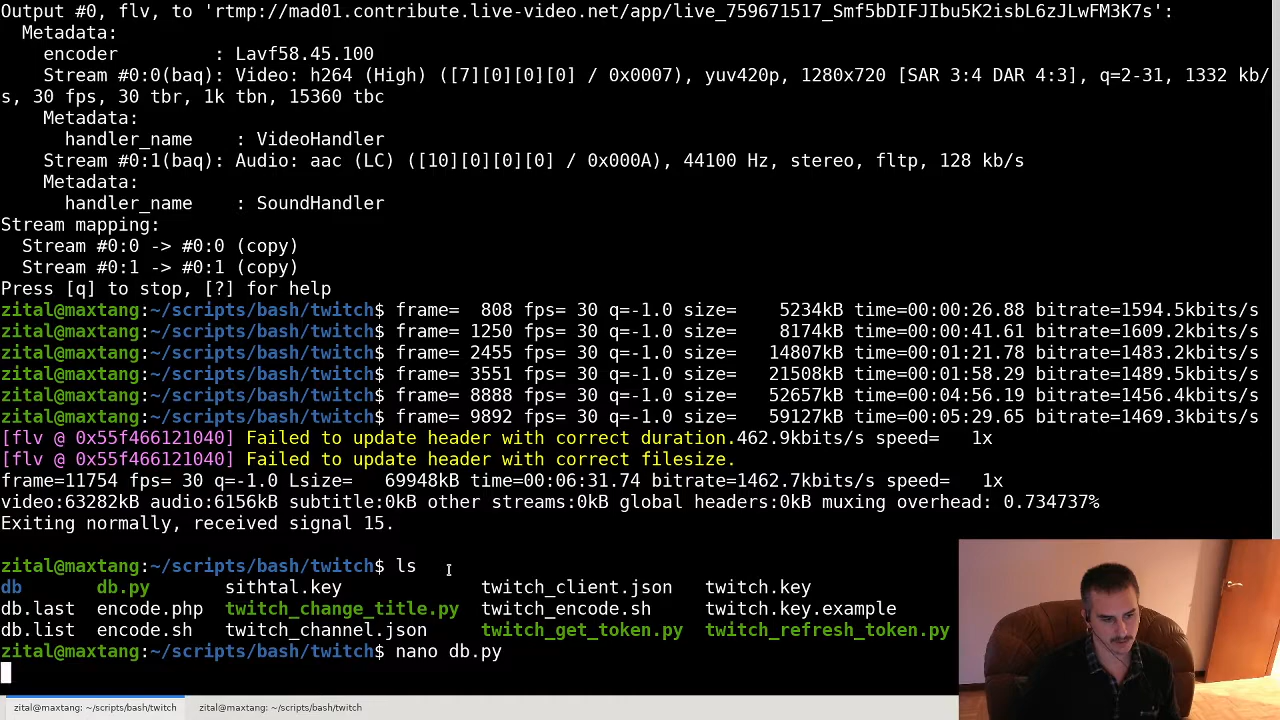 Output #0, flv, to 'rtmp://mad01.contribute.live-video.net/app/live_759671517_Smf5bDIFJIbu5K2isbL6zJLwFM3K7s':
  Metadata:
    encoder         : Lavf58.45.100
    Stream #0:0(baq): Video: h264 (High) ([7][0][0][0] / 0x0007), yuv420p, 1280x720 [SAR 3:4 DAR 4:3], q=2-31, 1332 kb/
s, 30 fps, 30 tbr, 1k tbn, 15360 tbc
    Metadata:
      handler_name    : VideoHandler
    Stream #0:1(baq): Audio: aac (LC) ([10][0][0][0] / 0x000A), 44100 Hz, stereo, fltp, 128 kb/s
    Metadata:
      handler_name    : SoundHandler
Stream mapping:
  Stream #0:0 -> #0:0 (copy)
  Stream #0:1 -> #0:1 (copy)
Press [q] to stop, [?] for help
zital@maxtang:~/scripts/bash/twitch$ frame=  808 fps= 30 q=-1.0 size=    5234kB time=00:00:26.88 bitrate=1594.5kbits/s
zital@maxtang:~/scripts/bash/twitch$ frame= 1250 fps= 30 q=-1.0 size=    8174kB time=00:00:41.61 bitrate=1609.2kbits/s
zital@maxtang:~/scripts/bash/twitch$ frame= 2455 fps= 30 q=-1.0 size=   14807kB time=00:01:21.78 bitrate=1483.2kbits/s
zital@maxtang:~/scripts/bash/twitch$ frame= 3551 fps= 30 q=-1.0 size=   21508kB time=00:01:58.29 bitrate=1489.5kbits/s
zital@maxtang:~/scripts/bash/twitch$ frame= 8888 fps= 30 q=-1.0 size=   52657kB time=00:04:56.19 bitrate=1456.4kbits/s
zital@maxtang:~/scripts/bash/twitch$ frame= 9892 fps= 30 q=-1.0 size=   59127kB time=00:05:29.65 bitrate=1469.3kbits/s
[flv @ 0x55f466121040] Failed to update header with correct duration.462.9kbits/s speed=   1x
[flv @ 0x55f466121040] Failed to update header with correct filesize.
frame=11754 fps= 30 q=-1.0 Lsize=   69948kB time=00:06:31.74 bitrate=1462.7kbits/s speed=   1x
video:63282kB audio:6156kB subtitle:0kB other streams:0kB global headers:0kB muxing overhead: 0.734737%
Exiting normally, received signal 15.
zital@maxtang:~/scripts/bash/twitch$ ls
db       db.py       sithtal.key             twitch_client.json   twitch.key
db.last  encode.php  twitch_change_title.py  twitch_encode.sh     twitch.key.example
db.list  encode.sh   twitch_channel.json     twitch_get_token.py  twitch_refresh_token.py
zital@maxtang:~/scripts/bash/twitch$ nano db.py
zital@maxtang: ~/scripts/bash/twitch    zital@maxtang: ~/scripts/bash/twitch